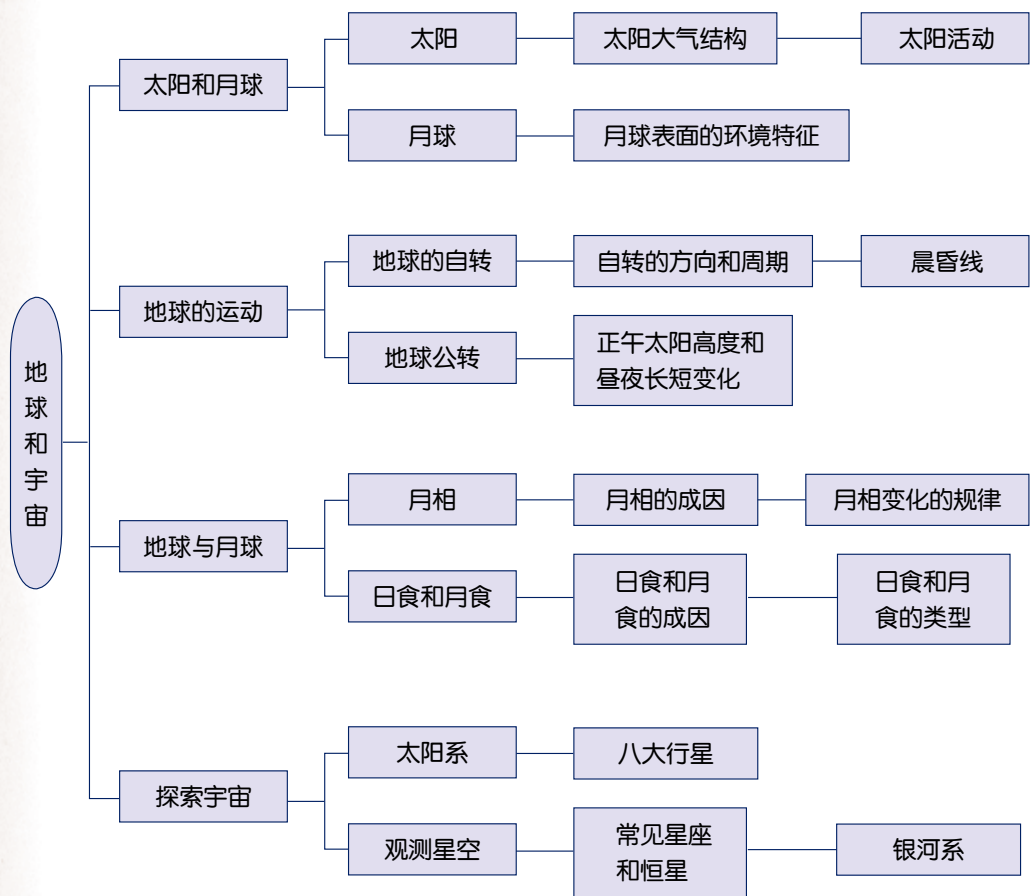 地球和宇宙
太阳和月球
太阳
太阳大气结构
太阳活动
月球
月球表面的环境特征
地球的运动
地球的自转
自转的方向和周期
晨昏线
地球公转
正午太阳高度和
昼夜长短变化
地球与月球
月相
月相的成因
月相变化的规律
日食和月食
日食和月
食的成因
日食和月
食的类型
探索宇宙
太阳系
八大行星
观测星空
常见星座
和恒星
银河系